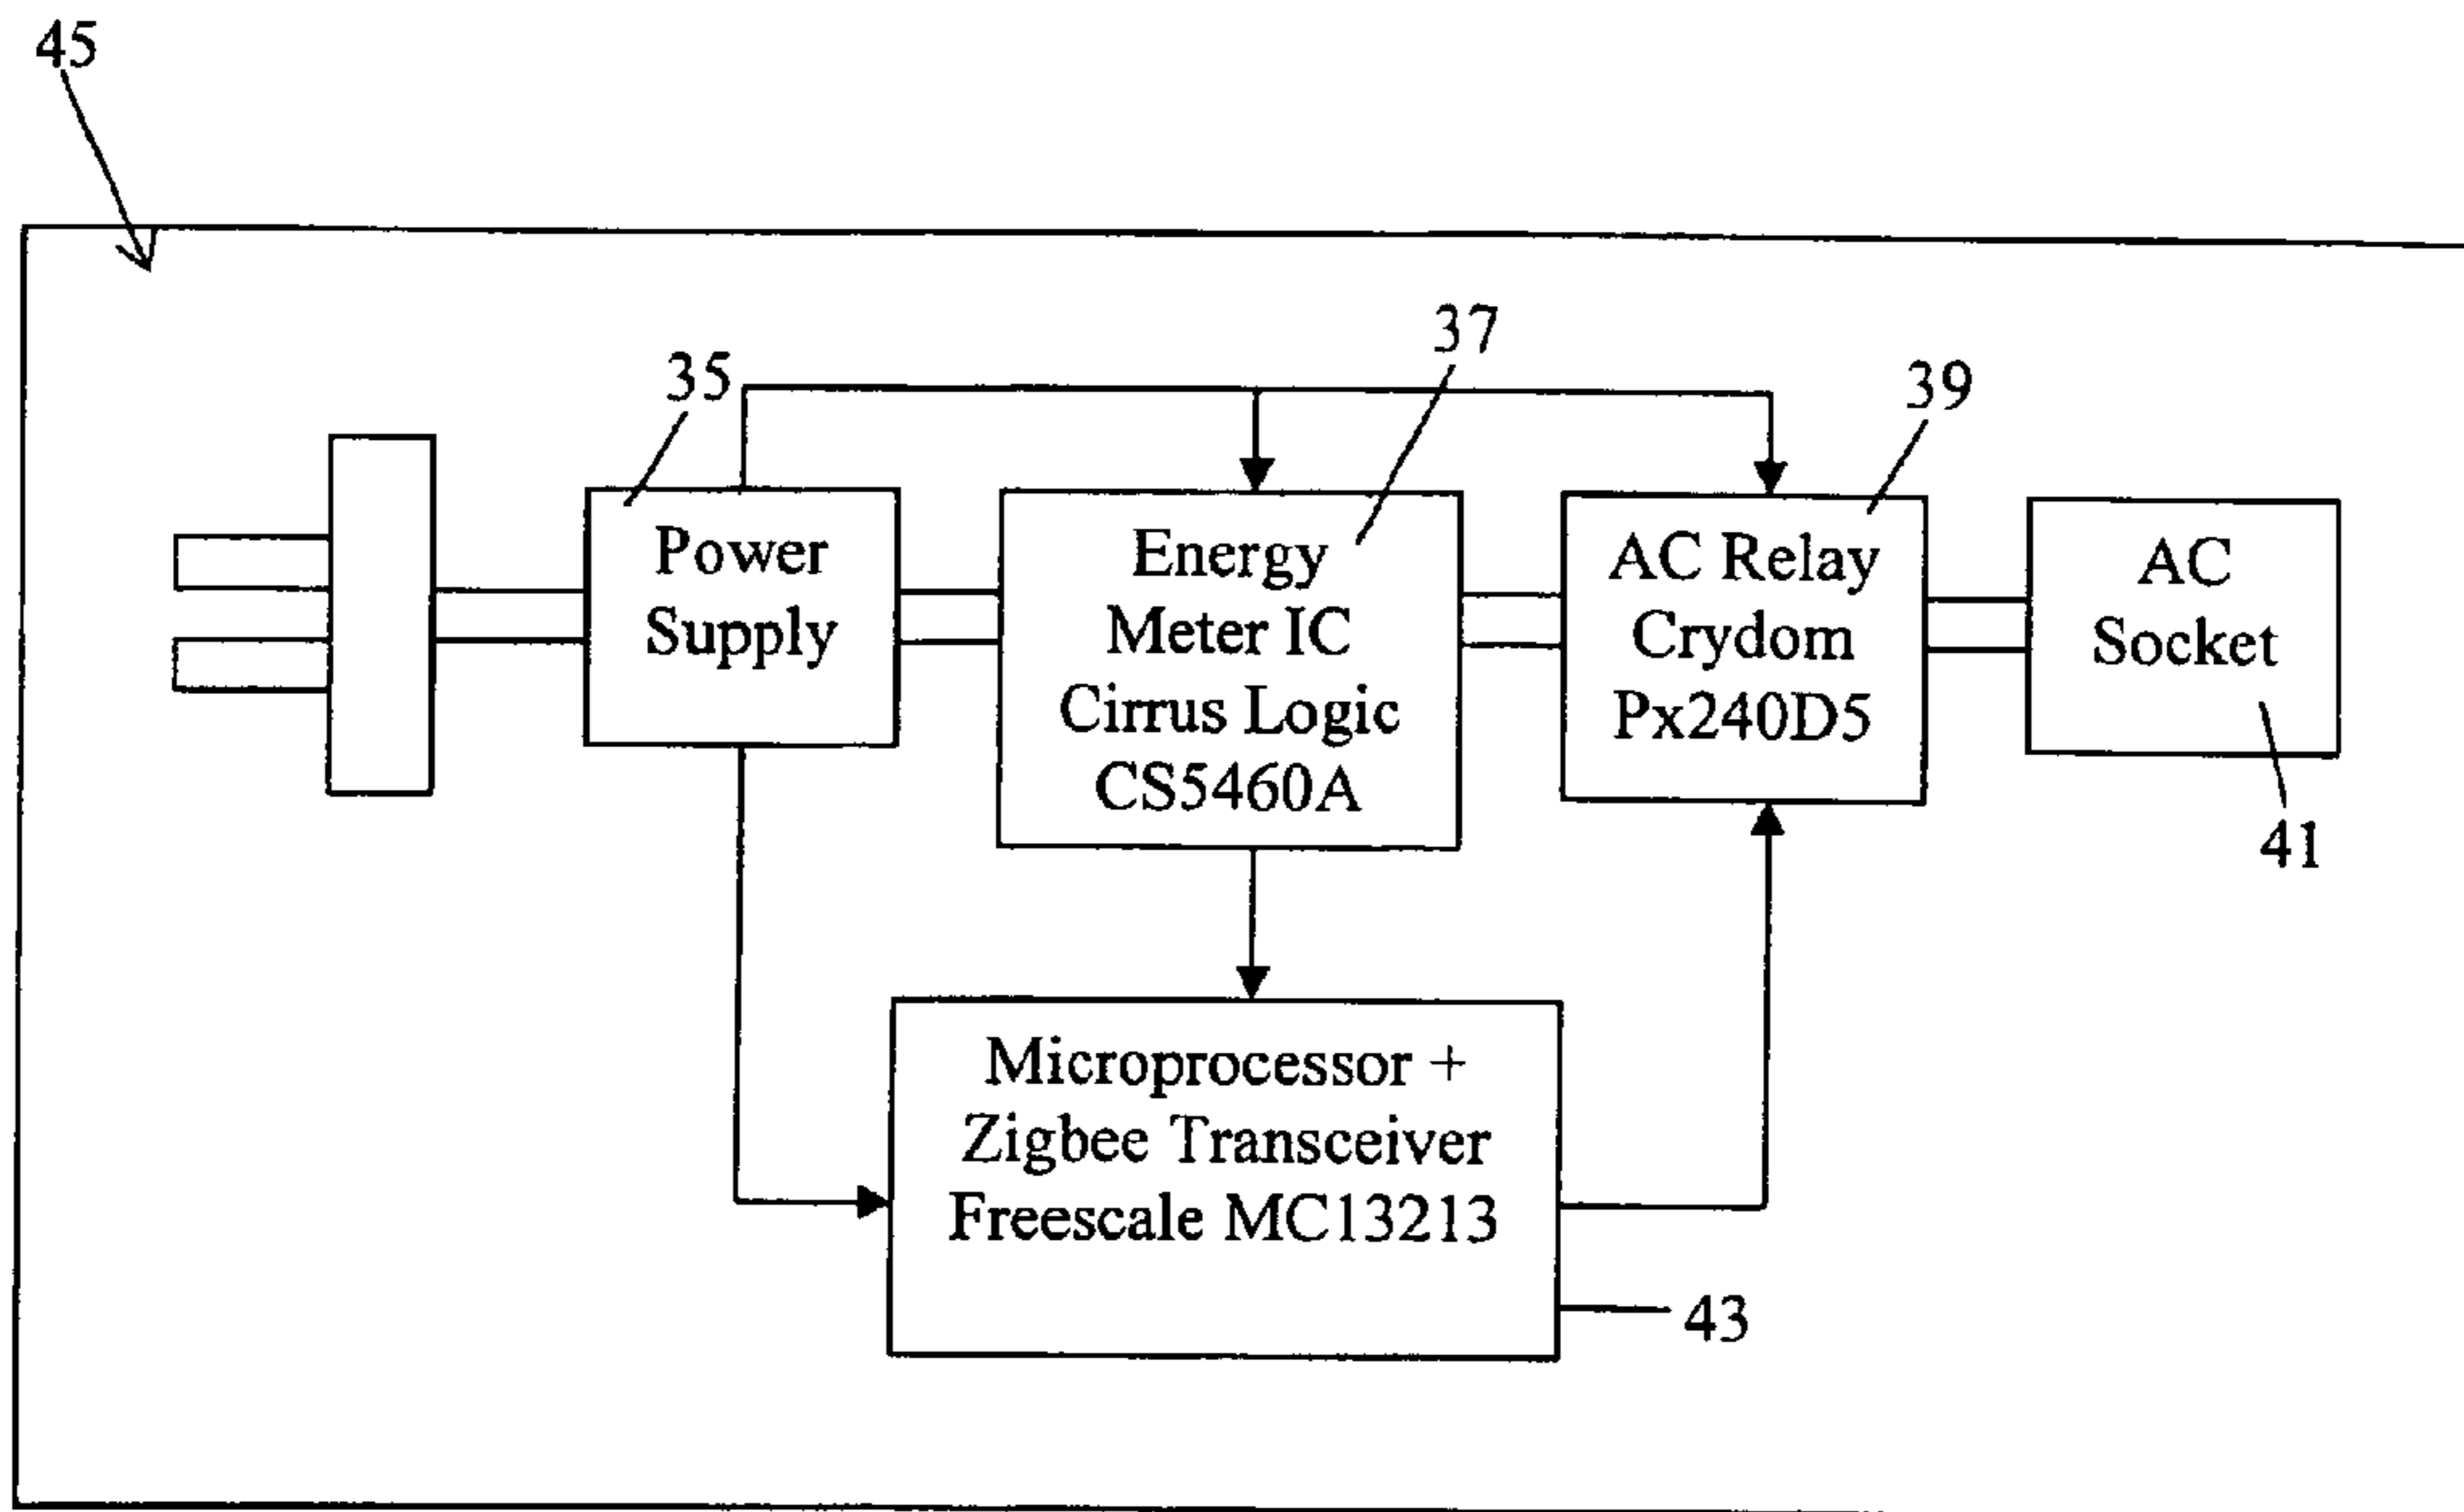 45
35
37
39
Power
Supply
Energy
Meter IC
Cirrus Logic
CS5460A
AC Relay
Crydom
Px240D5
AC
Socket
41
Microprocessor +
Zigbee Transceiver
Freescale MC13213
43